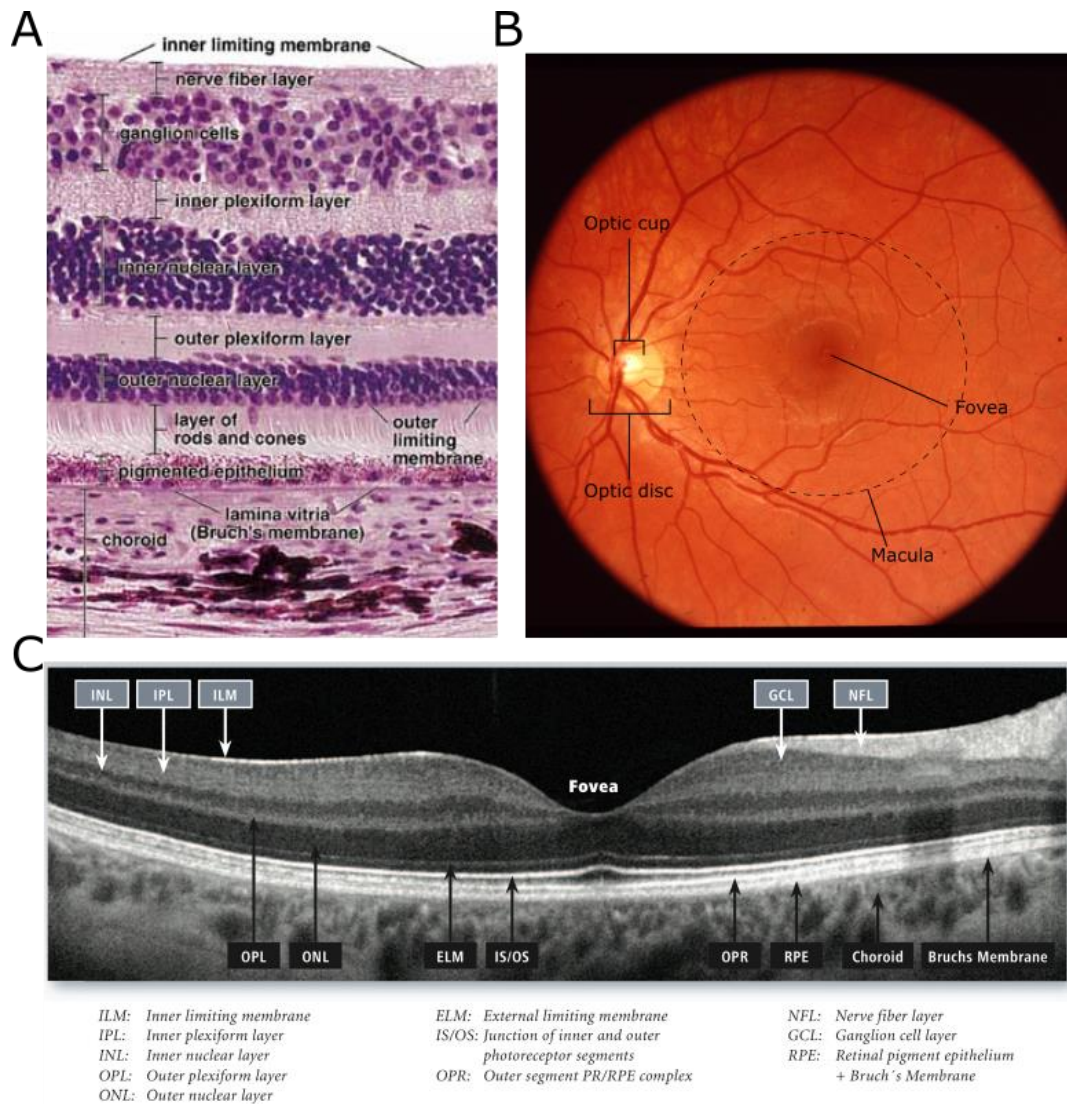 A
inner limiting membrane
nerve fiber layer
ganglion cells
inner plexiform layer
inner nuclear layer
outer plexiform layer
outer nuclear layer
layer of
rods and cones
outer
limiting
membrane
pigmented epithelium
lamina vitria
(Bruch's membrane)
choroid
B
Optic cup
Fovea
Optic disc
Macula
C
INL
IPL
ILM
GCL
NFL
Fovea
OPL
ONL
ELM
IS/OS
OPR
RPE
Choroid
Bruchs Membrane
ILM: Inner limiting membrane
IPL: Inner plexiform layer
INL: Inner nuclear layer
OPL: Outer plexiform layer
ONL: Outer nuclear layer
ELM: External limiting membrane
IS/OS: Junction of inner and outer
photoreceptor segments
OPR: Outer segment PR/RPE complex
NFL: Nerve fiber layer
GCL: Ganglion cell layer
RPE: Retinal pigment epithelium
+ Bruch´s Membrane